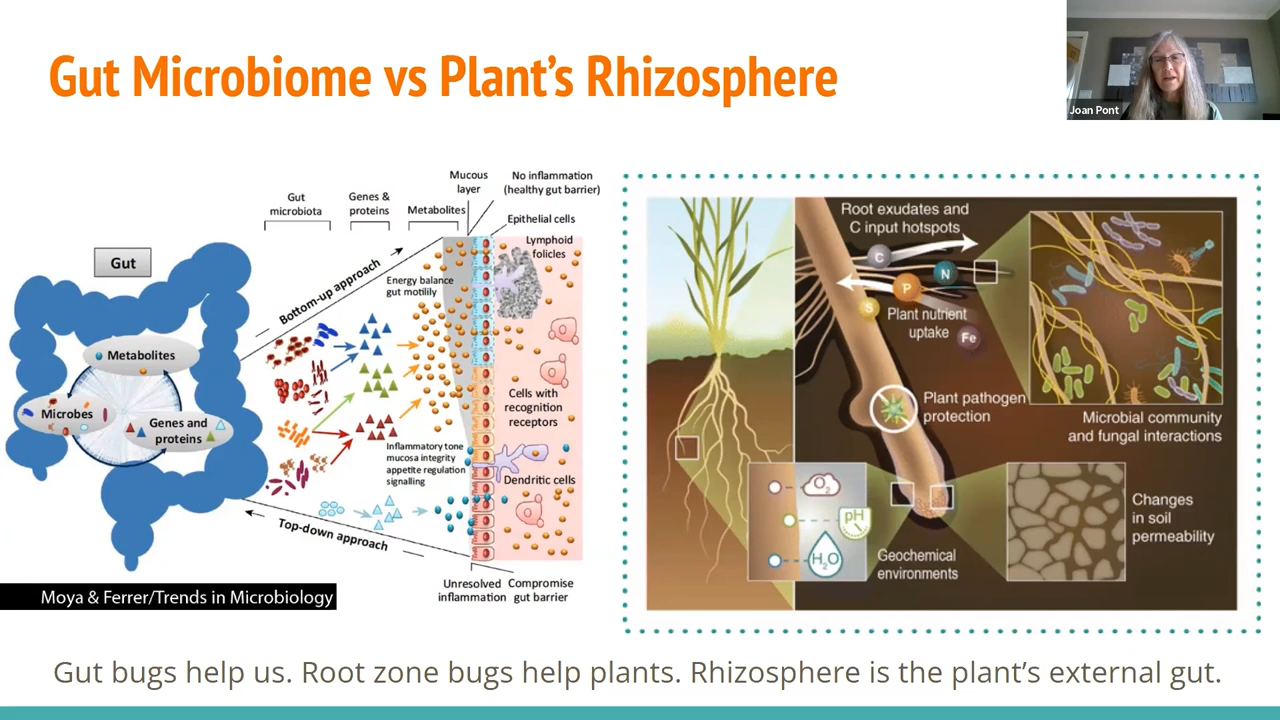 Gut Microbiome vs Plant's Rhizosphere
Joan Pont
Gut
microbiota
Genes &
proteins
Metabolites
Mucous
layer
No inflammation
(healthy gut barrier)
Epithelial cells
Lymphoid
folicles
Gut
Bottom-up approach
Energy balance
gut motilily
Metabolites
Microbes
Genes and
proteins
Cells with
recognition
receptors
Inflammatory tone
mucosa integrity
appetite regulation
signalling
Dendritic cells
Top-down approach
Unresolved
inflammation
Compromise
gut barrier
Moya & Ferrer/Trends in Microbiology
Root exudates and
C input hotspots
C
N
P
S
Plant nutrient
uptake
Fe
Plant pathogen
protection
Microbial community
and fungal interactions
O2
pH
H2O
Geochemical
environments
Changes
in soil
permeability
Gut bugs help us. Root zone bugs help plants. Rhizosphere is the plant's external gut.